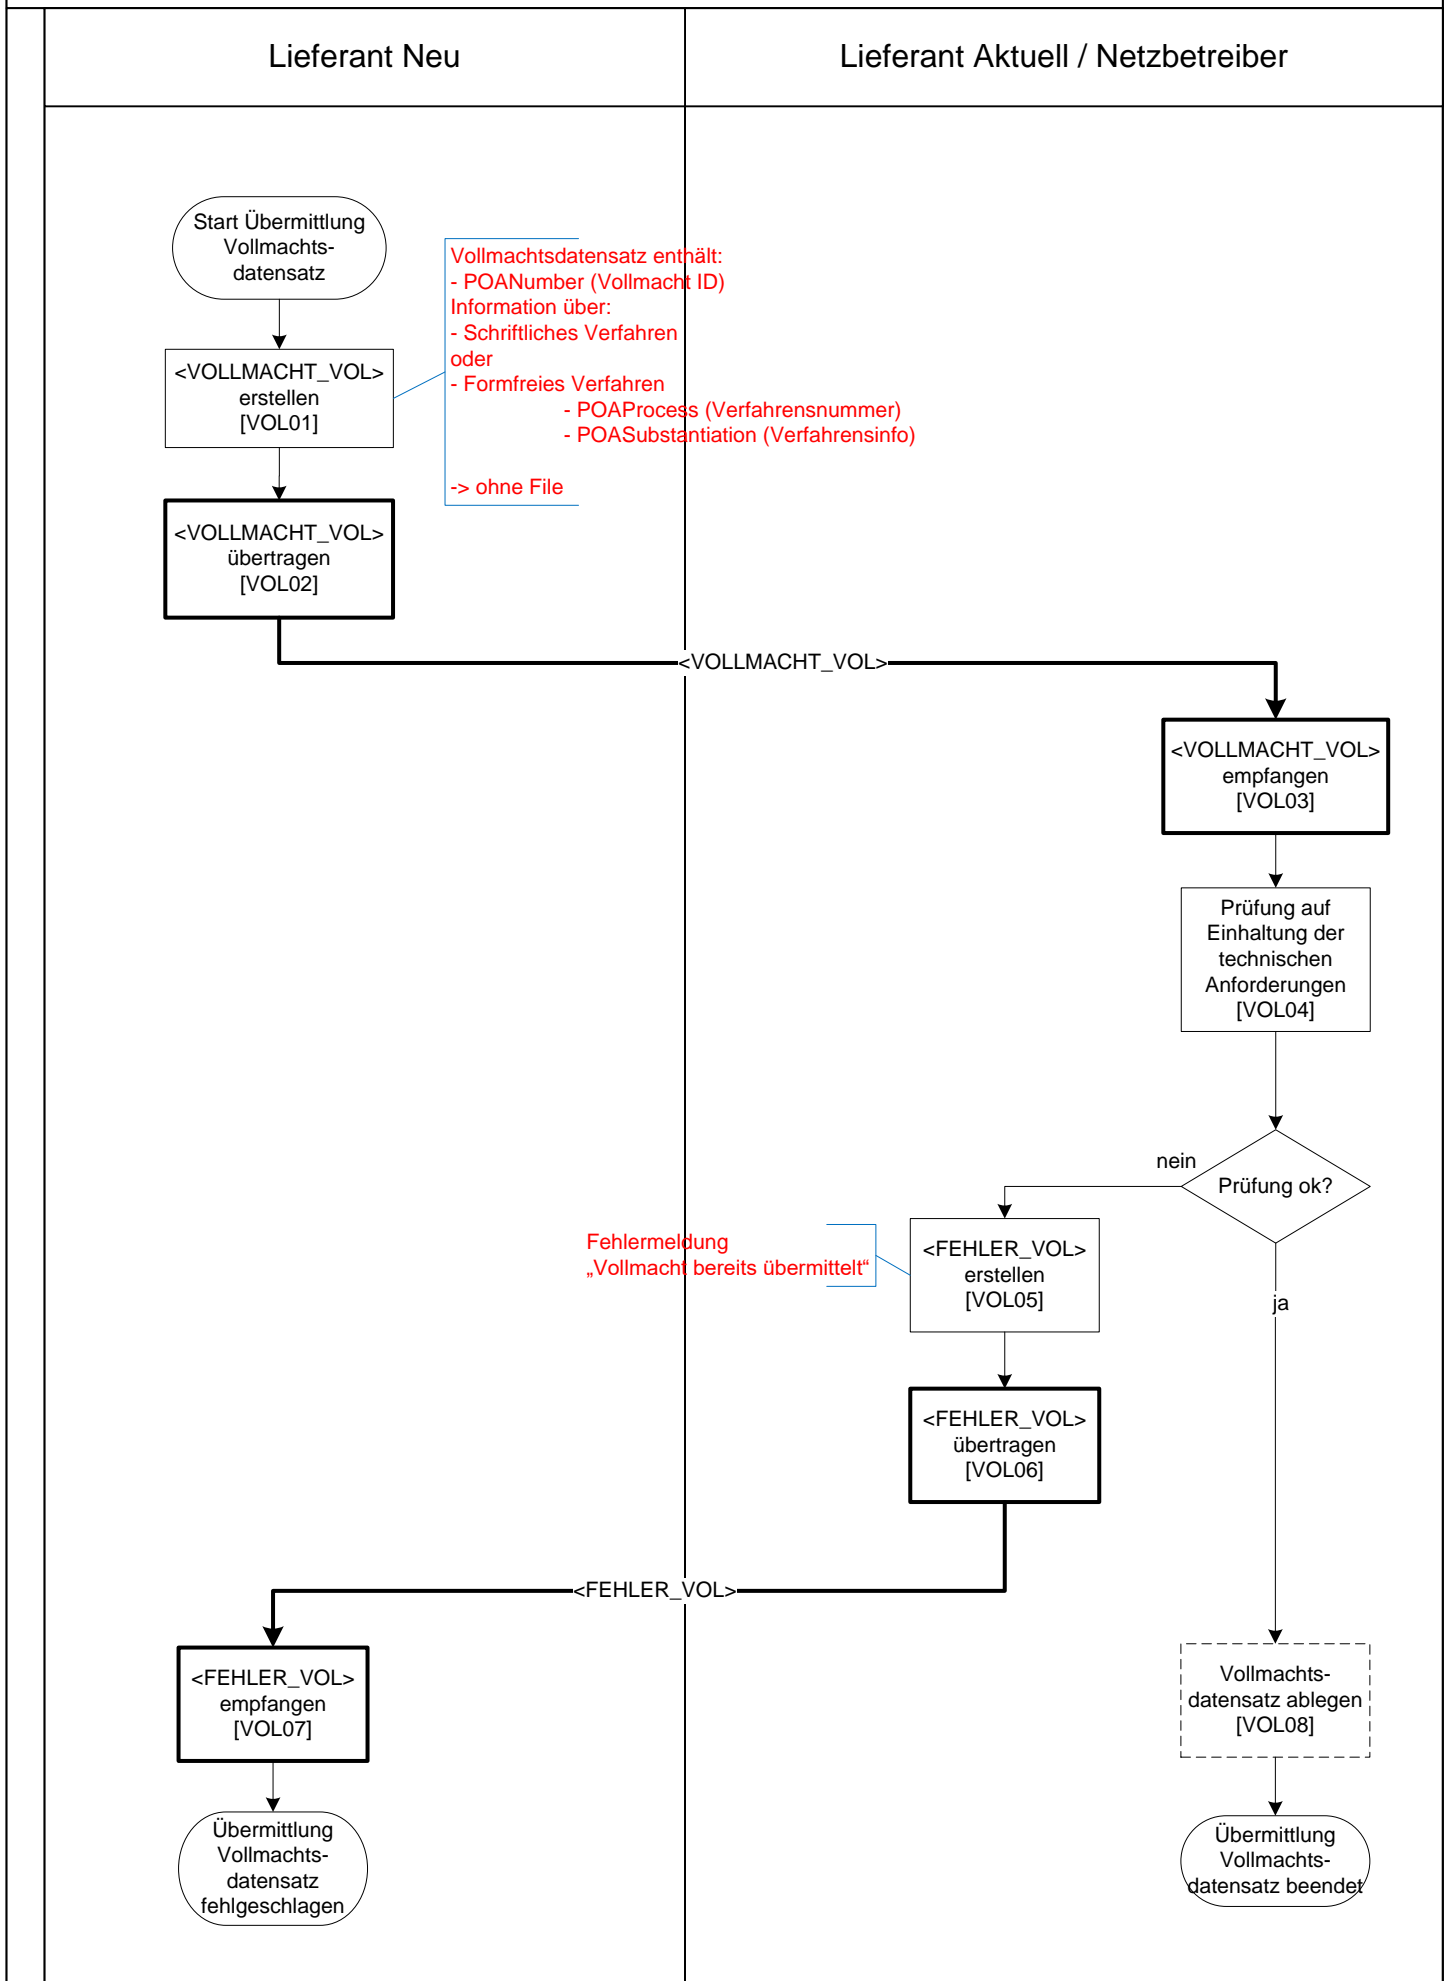 Lieferant Neu
Lieferant Aktuell / Netzbetreiber
Start Übermittlung
Vollmachts-
datensatz
Vollmachtsdatensatz enthält:
- POANumber (Vollmacht ID)
Information über:
- Schriftliches Verfahren
oder
- Formfreies Verfahren
- POAProcess (Verfahrensnummer)
- POASubstantiation (Verfahrensinfo)
-> ohne File
<VOLLMACHT_VOL>
erstellen
[VOL01]
<VOLLMACHT_VOL>
übertragen
[VOL02]
<VOLLMACHT_VOL>
<VOLLMACHT_VOL>
empfangen
[VOL03]
Prüfung auf
Einhaltung der
technischen
Anforderungen
[VOL04]
nein
Prüfung ok?
Fehlermeldung
„Vollmacht bereits übermittelt“
<FEHLER_VOL>
erstellen
[VOL05]
ja
<FEHLER_VOL>
übertragen
[VOL06]
<FEHLER_VOL>
<FEHLER_VOL>
empfangen
[VOL07]
Vollmachts-
datensatz ablegen
[VOL08]
Übermittlung
Vollmachts-
datensatz
fehlgeschlagen
Übermittlung
Vollmachts-
datensatz beendet